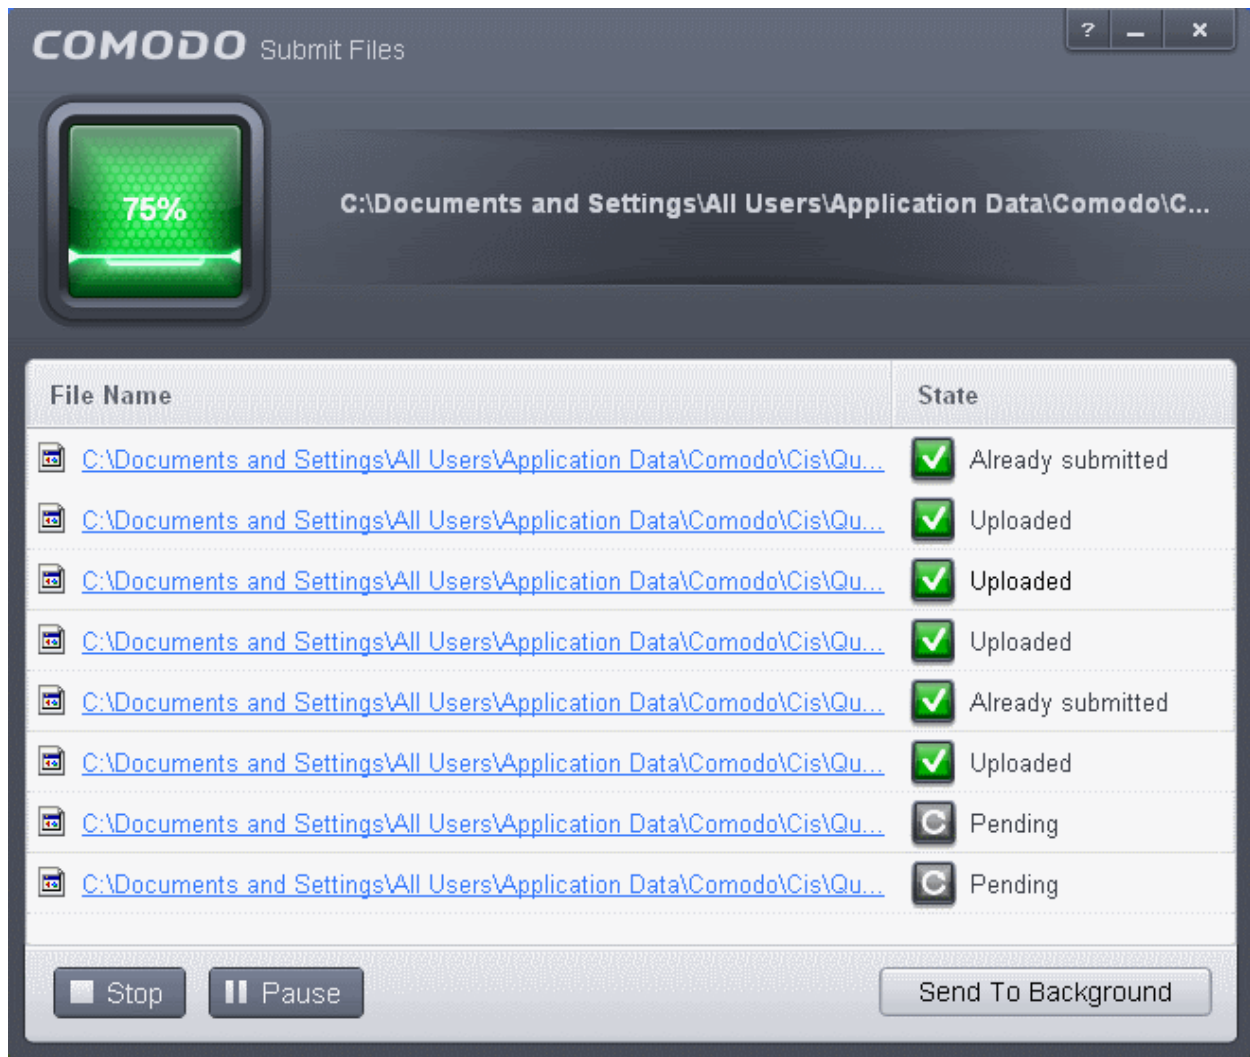 COMODO Submit Files
?
75%
C:\Documents and Settings\All Users\Application Data\Comodo\C...
File Name State
C:\Documents and Settings\All Users\Application Data\Comodo\Cis\Qu... Already submitted
C:\Documents and Settings\All Users\Application Data\Comodo\Cis\Qu... Uploaded
C:\Documents and Settings\All Users\Application Data\Comodo\Cis\Qu... Uploaded
C:\Documents and Settings\All Users\Application Data\Comodo\Cis\Qu... Uploaded
C:\Documents and Settings\All Users\Application Data\Comodo\Cis\Qu... Already submitted
C:\Documents and Settings\All Users\Application Data\Comodo\Cis\Qu... Uploaded
C:\Documents and Settings\All Users\Application Data\Comodo\Cis\Qu... Pending
C:\Documents and Settings\All Users\Application Data\Comodo\Cis\Qu... Pending
Stop Pause Send To Background